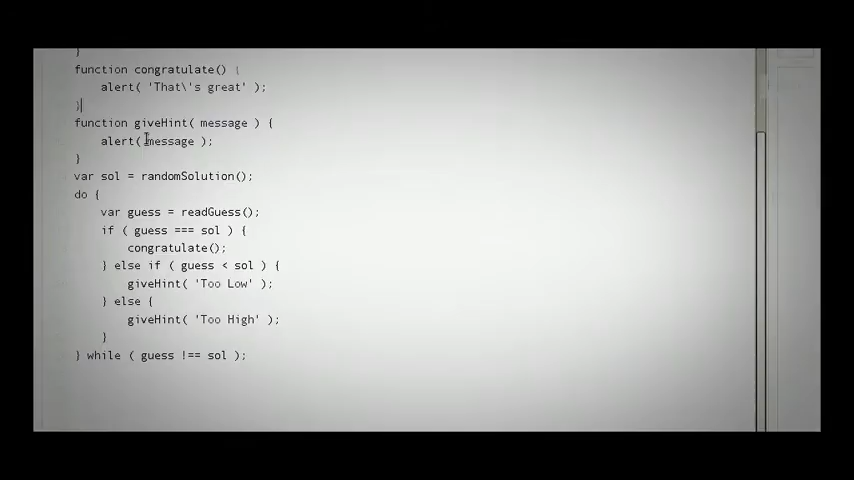 }
function congratulate() {
alert( 'That\'s great' );
}
function giveHint( message ) {
alert( message );
}
var sol = randomSolution();
do {
var guess = readGuess();
if ( guess === sol ) {
congratulate();
} else if ( guess < sol ) {
giveHint( 'Too Low' );
} else {
giveHint( 'Too High' );
}
} while ( guess !== sol );